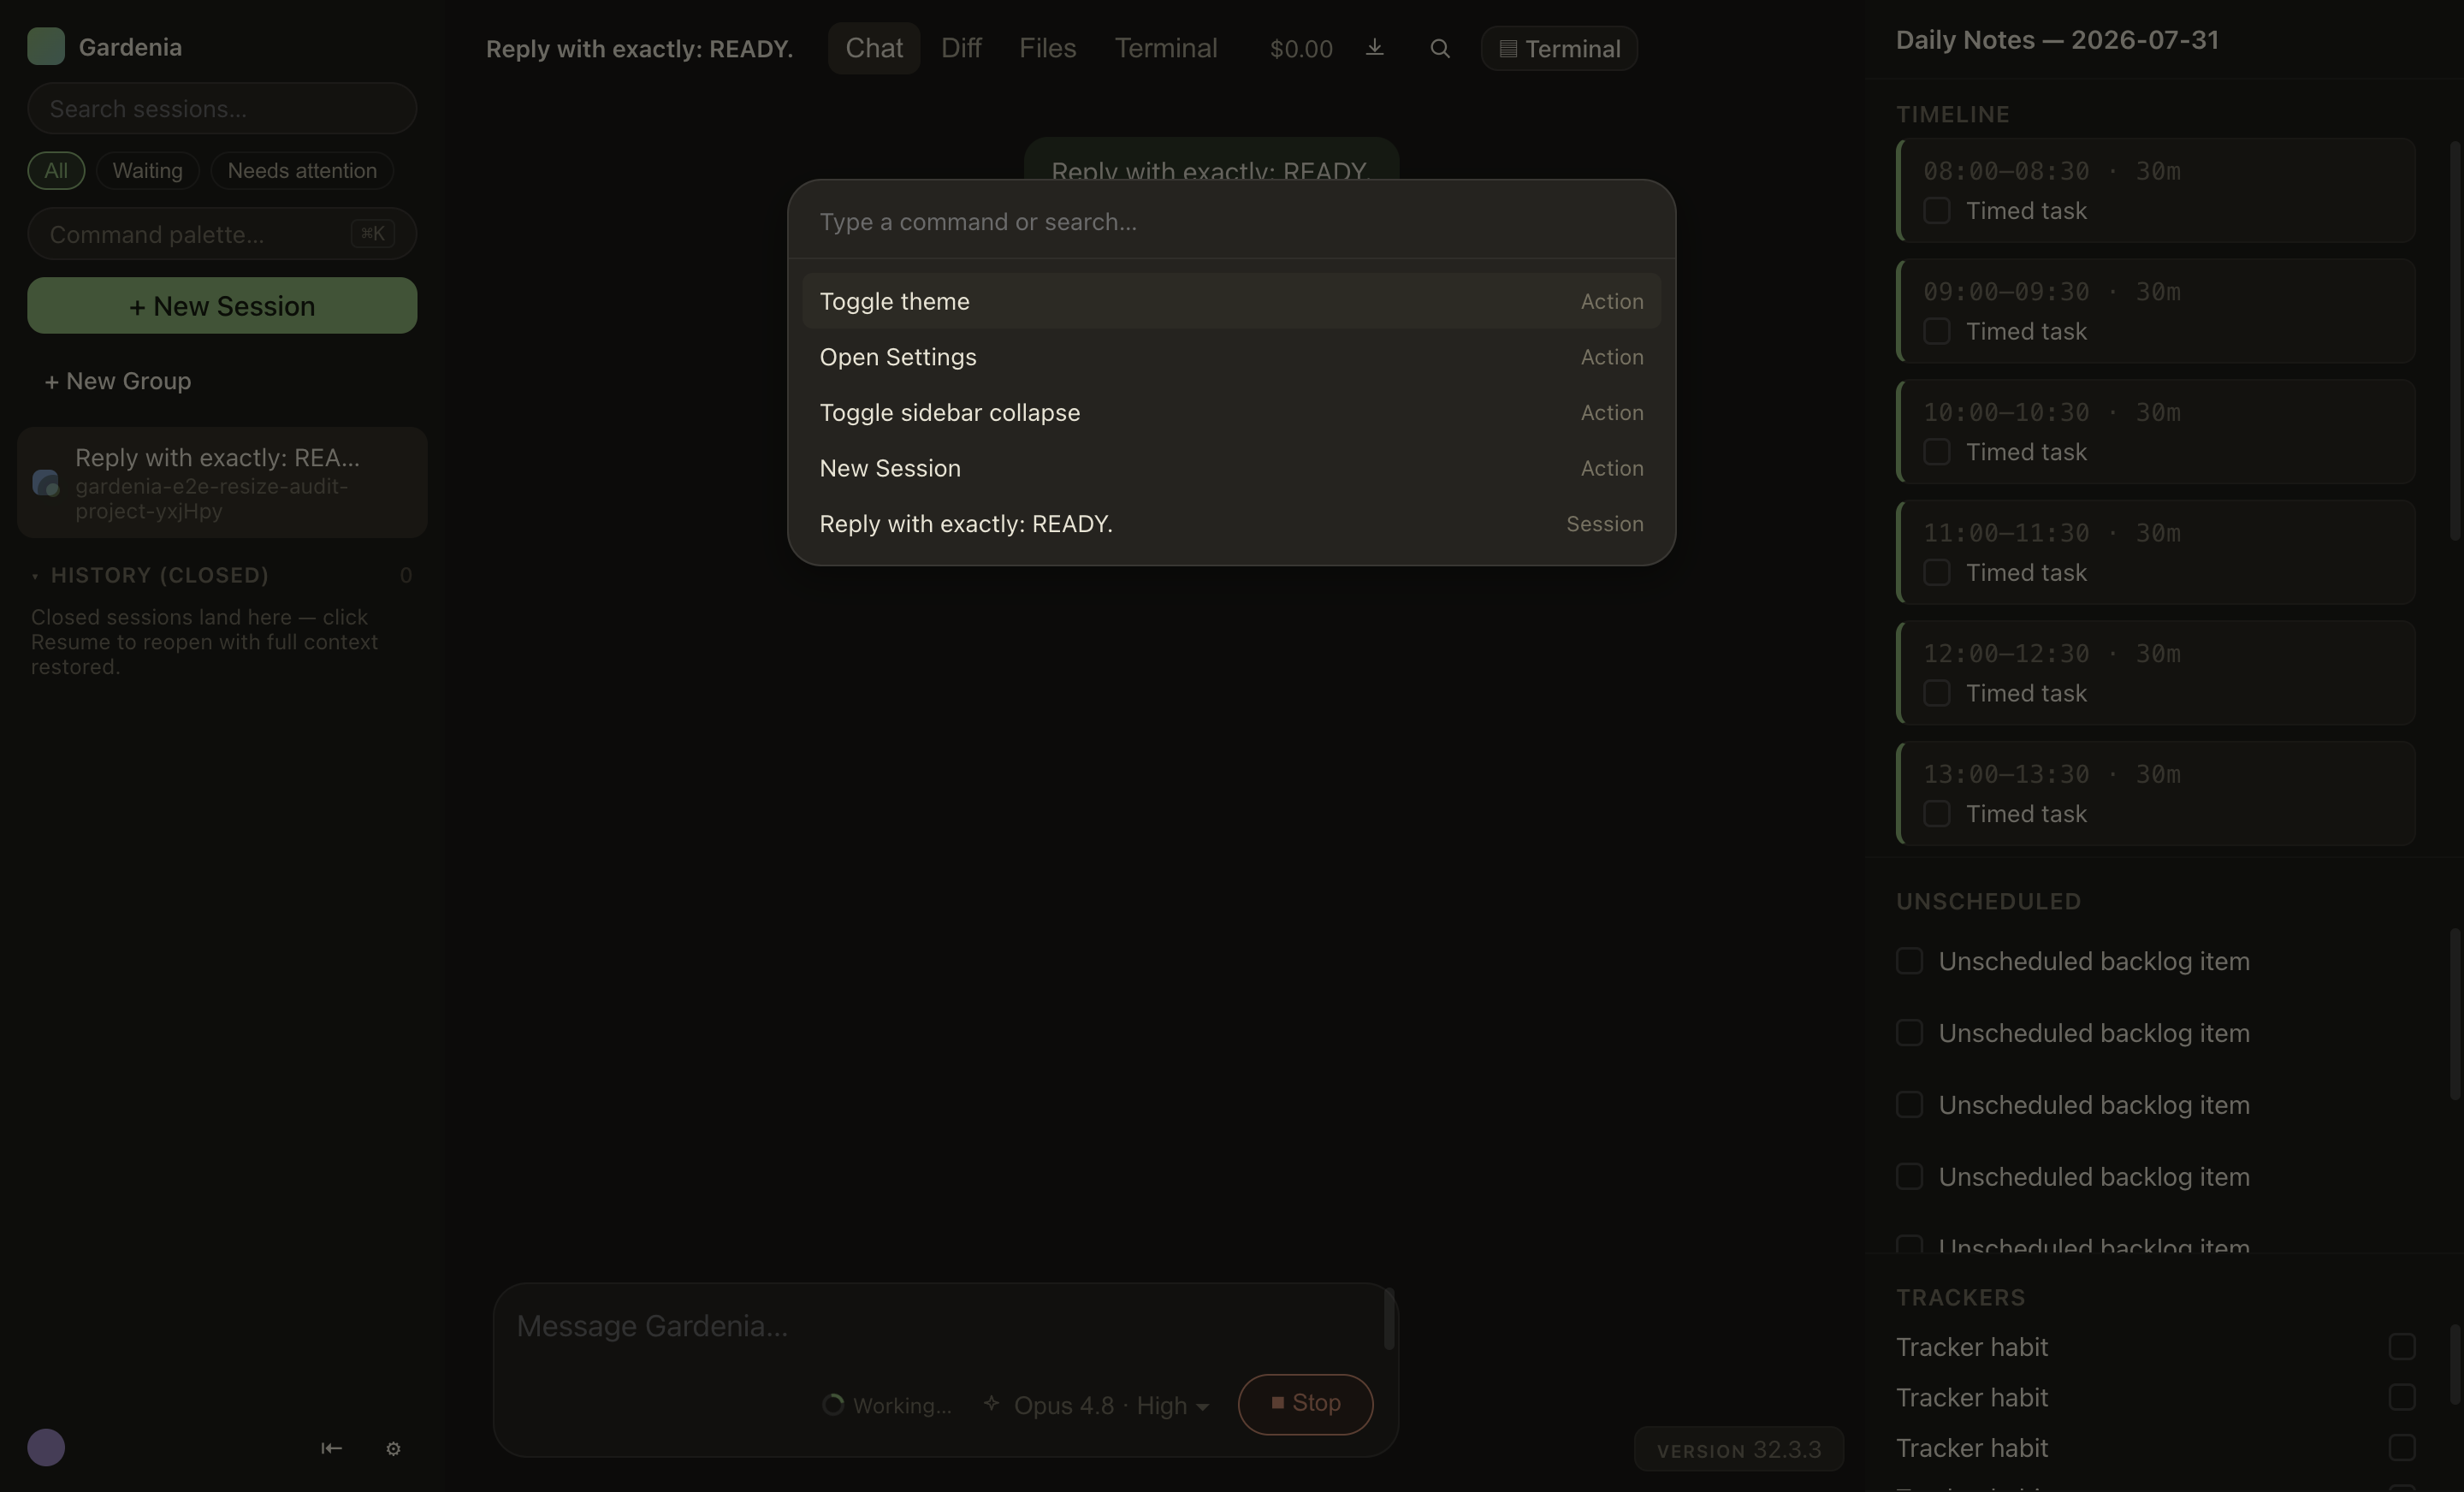 Gardenia
Search sessions...
All
Waiting
Needs attention
Command palette...
⌘K
+ New Session
+ New Group
Reply with exactly: REA...
gardenia-e2e-resize-audit-
project-yxjHpy
HISTORY (CLOSED)
0
Closed sessions land here — click
Resume to reopen with full context
restored.
Reply with exactly: READY.
Chat
Diff
Files
Terminal
$0.00
Terminal
Reply with exactly: READY.
Type a command or search...
Toggle theme
Action
Open Settings
Action
Toggle sidebar collapse
Action
New Session
Action
Reply with exactly: READY.
Session
Message Gardenia...
Working...
Opus 4.8 · High
Stop
VERSION 32.3.3
Daily Notes — 2026-07-31
TIMELINE
08:00–08:30 · 30m
Timed task
09:00–09:30 · 30m
Timed task
10:00–10:30 · 30m
Timed task
11:00–11:30 · 30m
Timed task
12:00–12:30 · 30m
Timed task
13:00–13:30 · 30m
Timed task
UNSCHEDULED
Unscheduled backlog item
Unscheduled backlog item
Unscheduled backlog item
Unscheduled backlog item
Unscheduled backlog item
TRACKERS
Tracker habit
Tracker habit
Tracker habit